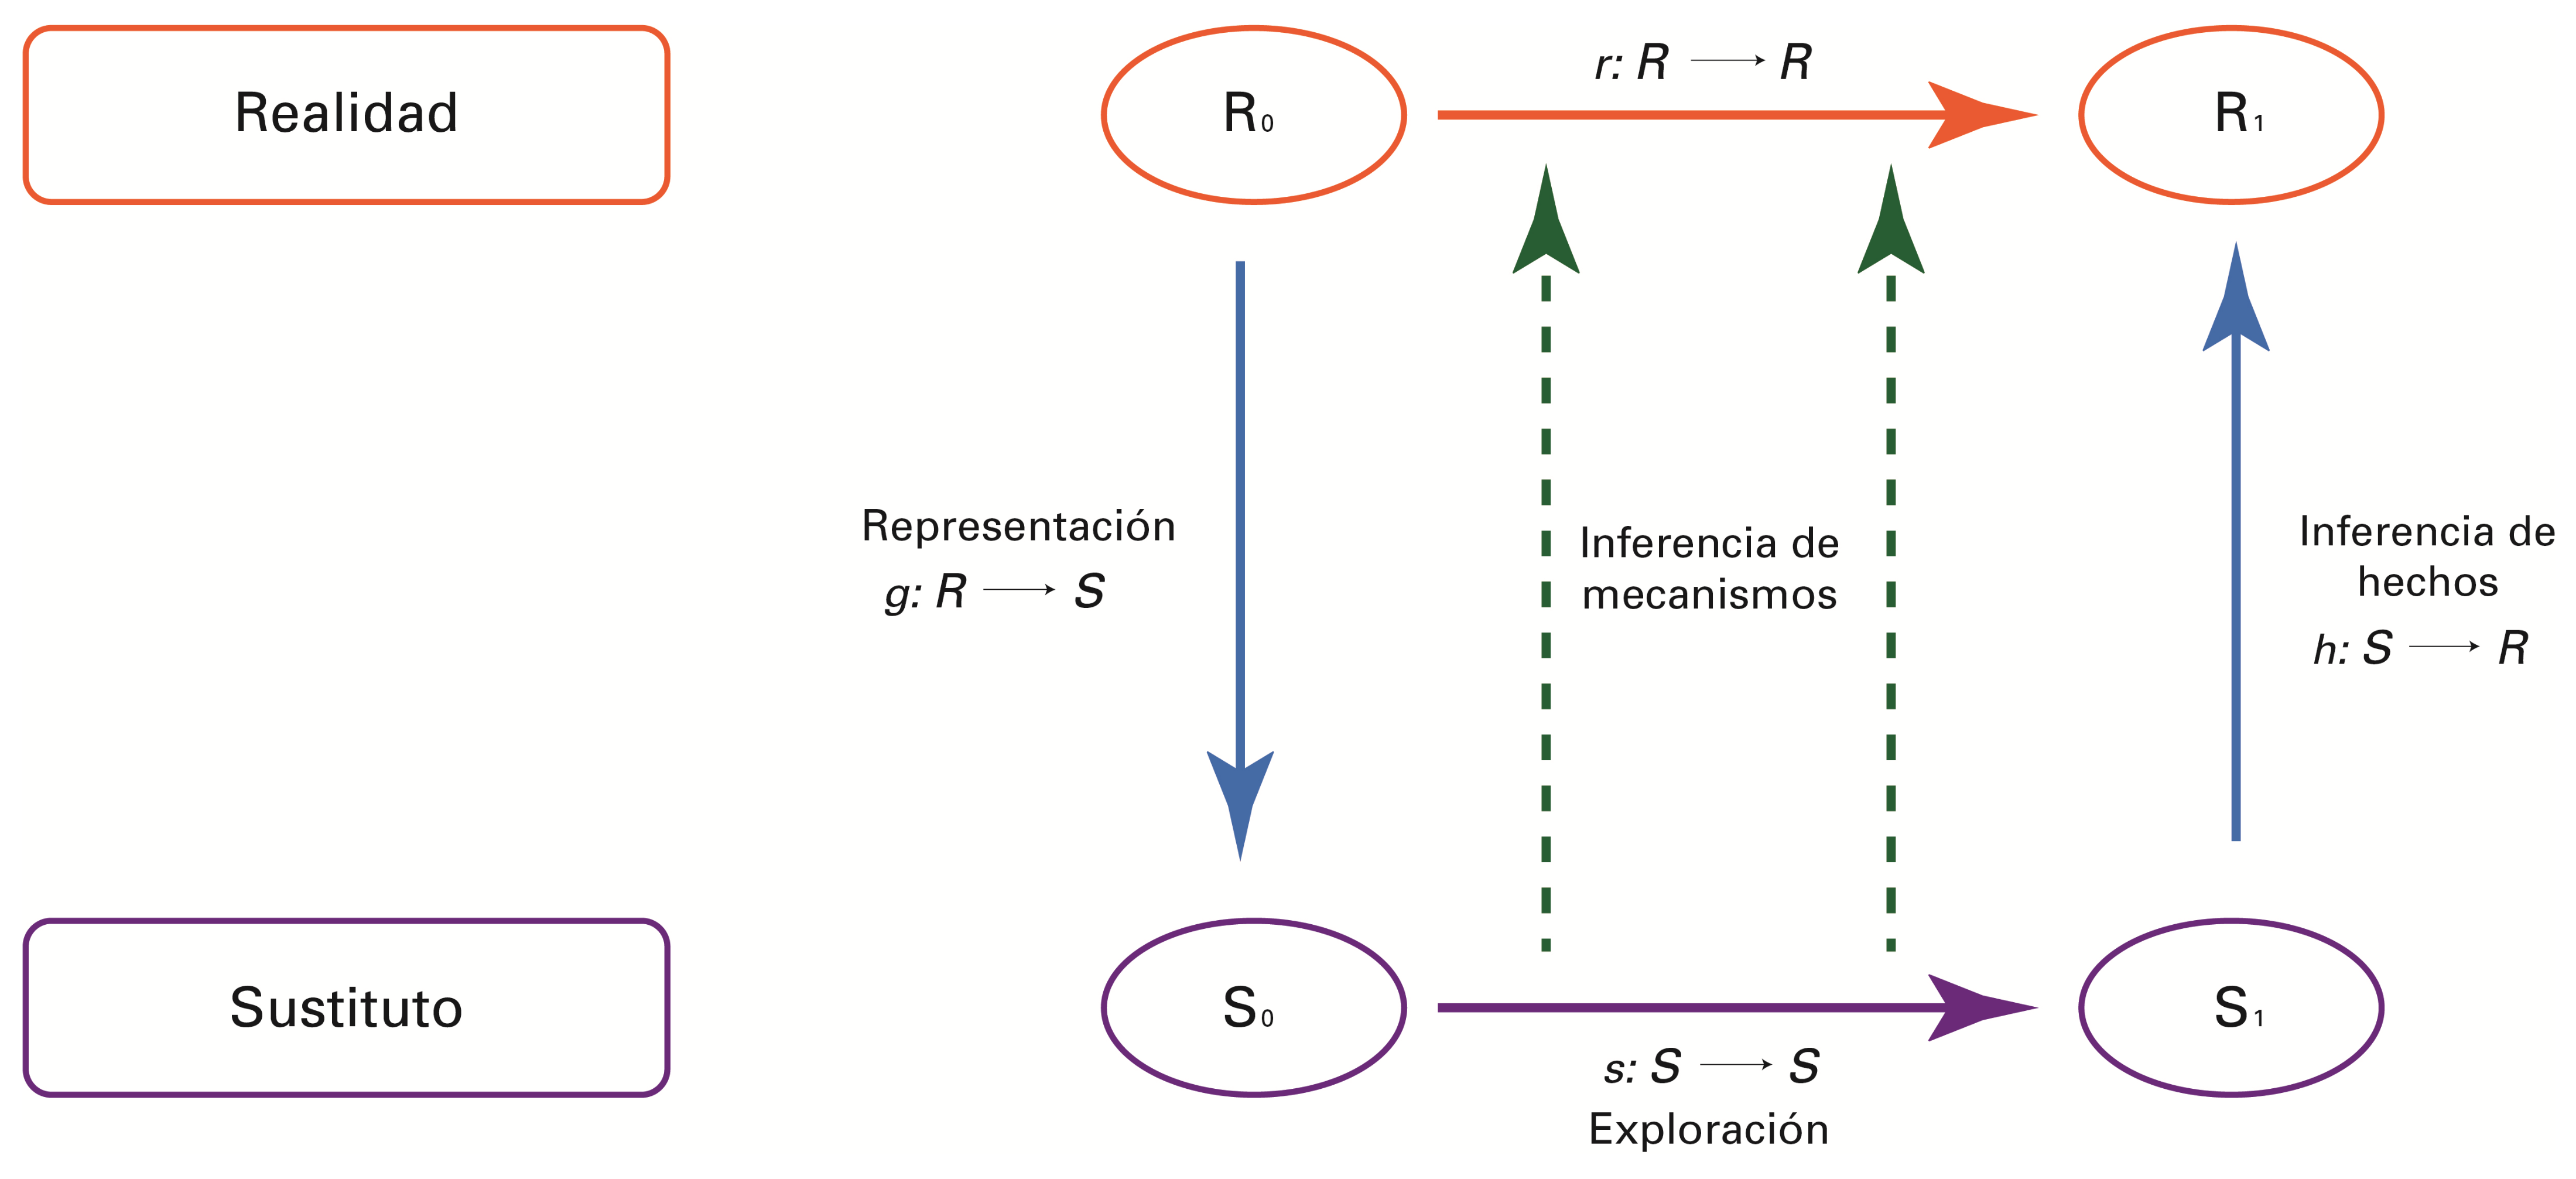 Realidad
R₀
r: R ⟶ R
R₁
Representación
g: R ⟶ S
Inferencia de
mecanismos
Inferencia de
hechos
h: S ⟶ R
Sustituto
S₀
s: S ⟶ S
Exploración
S₁